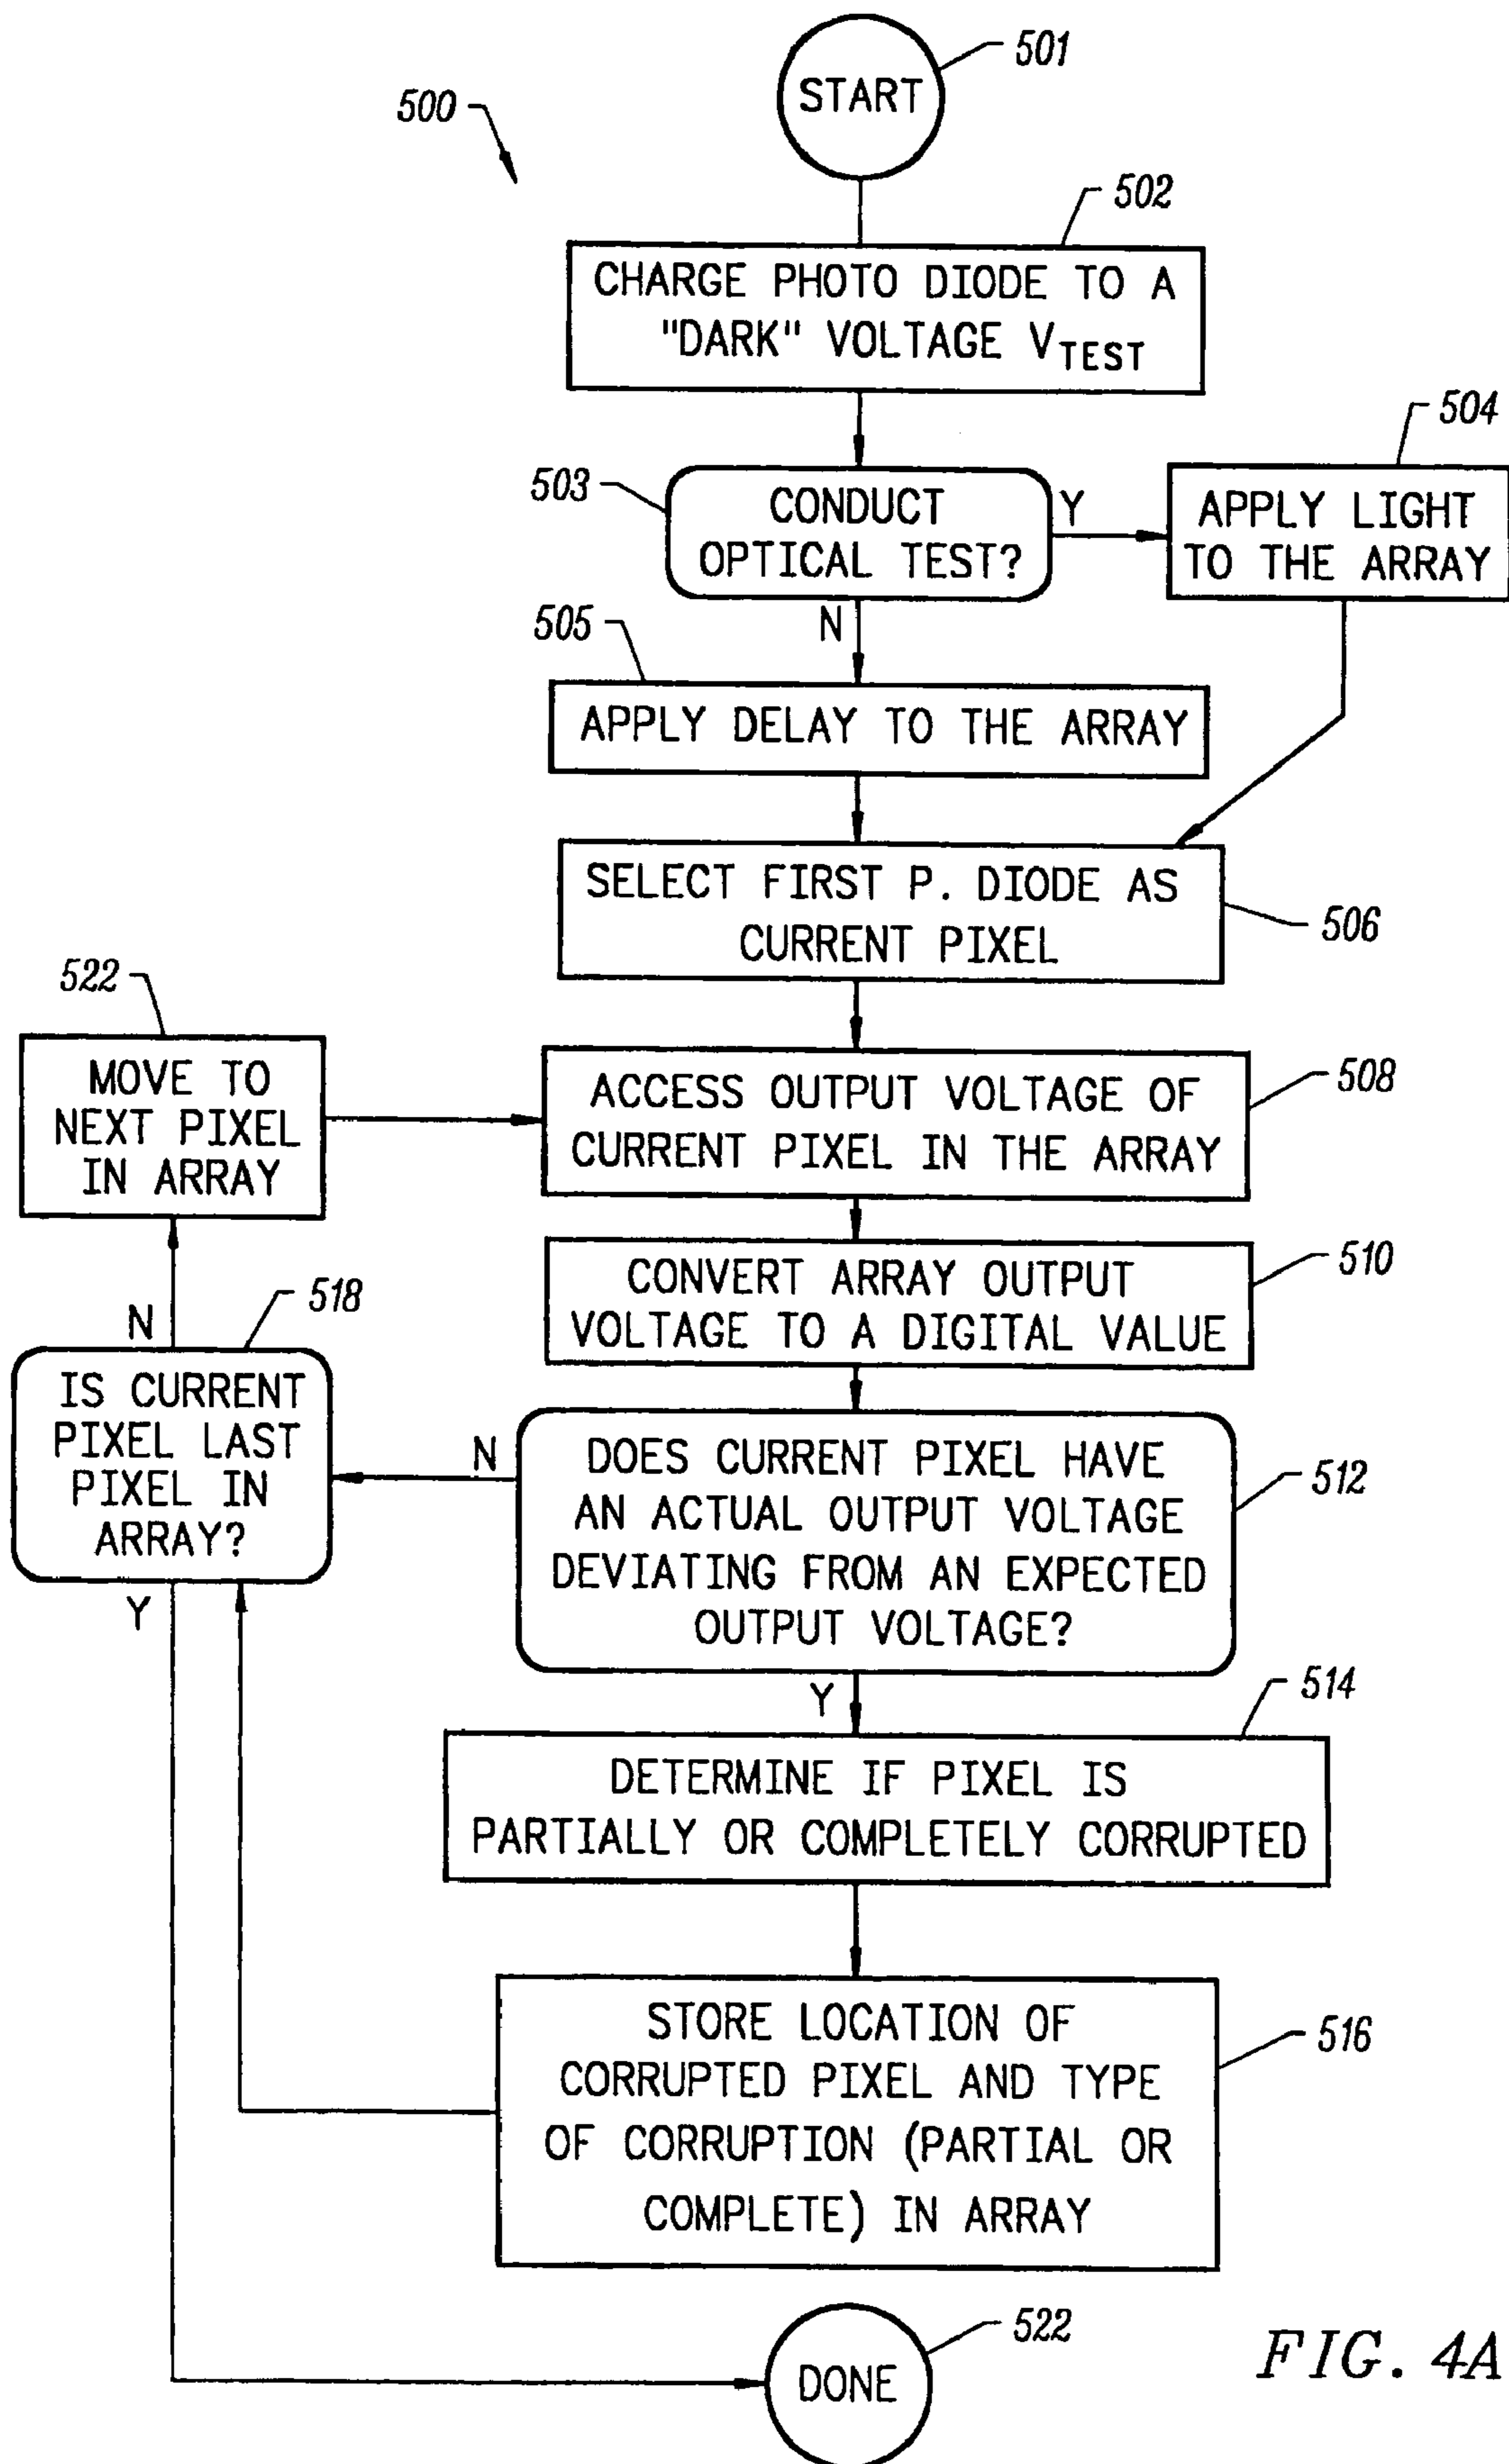 501
START
500
502
CHARGE PHOTO DIODE TO A
"DARK" VOLTAGE VTEST
504
503
CONDUCT
OPTICAL TEST?
Y
APPLY LIGHT
TO THE ARRAY
N
505
APPLY DELAY TO THE ARRAY
SELECT FIRST P. DIODE AS
CURRENT PIXEL
506
522
MOVE TO
NEXT PIXEL
IN ARRAY
ACCESS OUTPUT VOLTAGE OF
CURRENT PIXEL IN THE ARRAY
508
CONVERT ARRAY OUTPUT
VOLTAGE TO A DIGITAL VALUE
510
N
518
IS CURRENT
PIXEL LAST
PIXEL IN
ARRAY?
N
DOES CURRENT PIXEL HAVE
AN ACTUAL OUTPUT VOLTAGE
DEVIATING FROM AN EXPECTED
OUTPUT VOLTAGE?
512
Y
Y
514
DETERMINE IF PIXEL IS
PARTIALLY OR COMPLETELY CORRUPTED
STORE LOCATION OF
CORRUPTED PIXEL AND TYPE
OF CORRUPTION (PARTIAL OR
COMPLETE) IN ARRAY
516
522
DONE
FIG. 4A